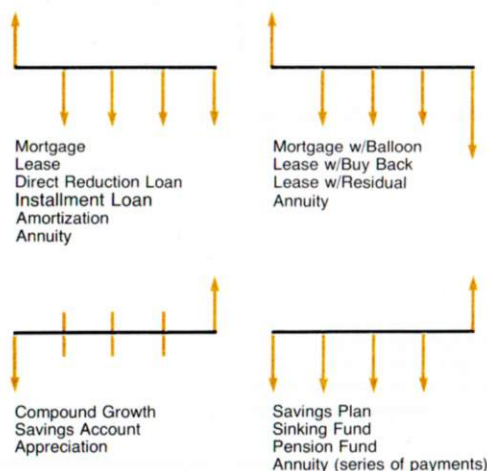 Mortgage
Lease
Direct Reduction Loan
Installment Loan
Amortization
Annuity
Mortgage w/Balloon
Lease w/Buy Back
Lease w/Residual
Annuity
Compound Growth
Savings Account
Appreciation
Savings Plan
Sinking Fund
Pension Fund
Annuity (series of payments)